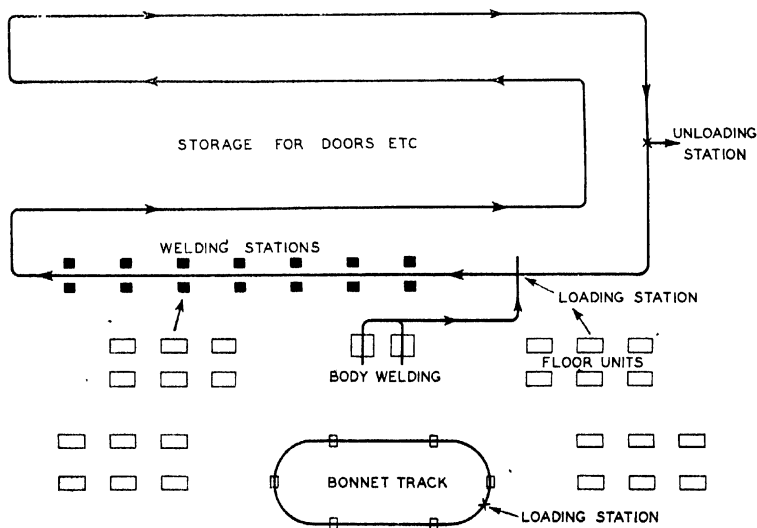 STORAGE FOR DOORS ETC
UNLOADING
STATION
WELDING STATIONS
LOADING STATION
FLOOR UNITS
BODY WELDING
BONNET TRACK
LOADING STATION